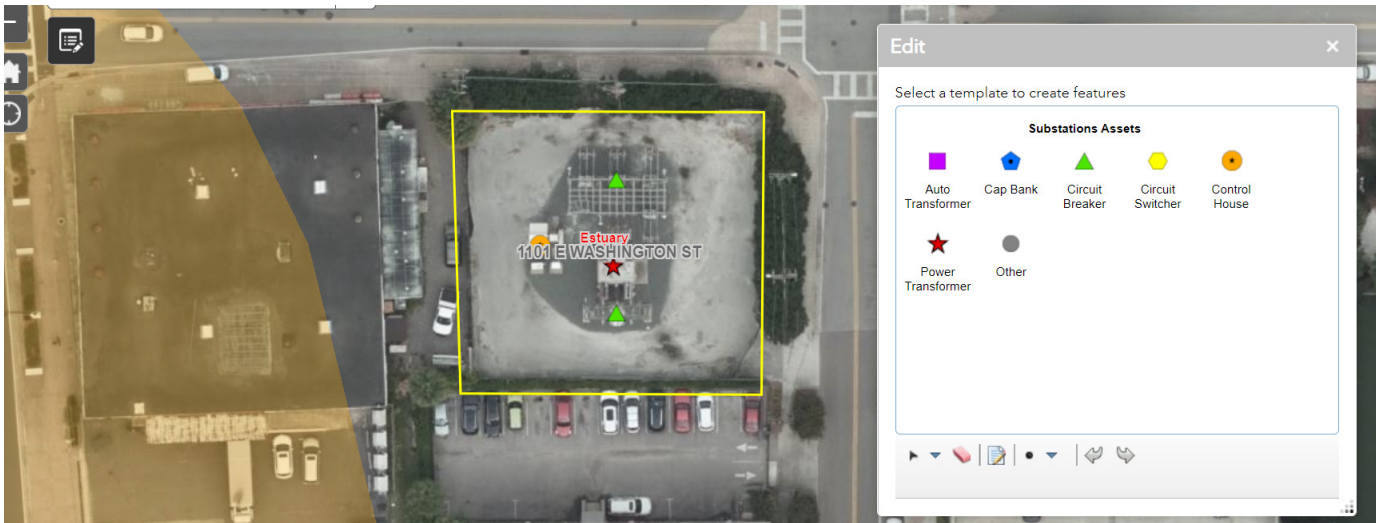 Edit
Select a template to create features
Substations Assets
Auto Transformer
Cap Bank
Circuit Breaker
Circuit Switcher
Control House
Power Transformer
Other
Estuary
1101 E WASHINGTON ST